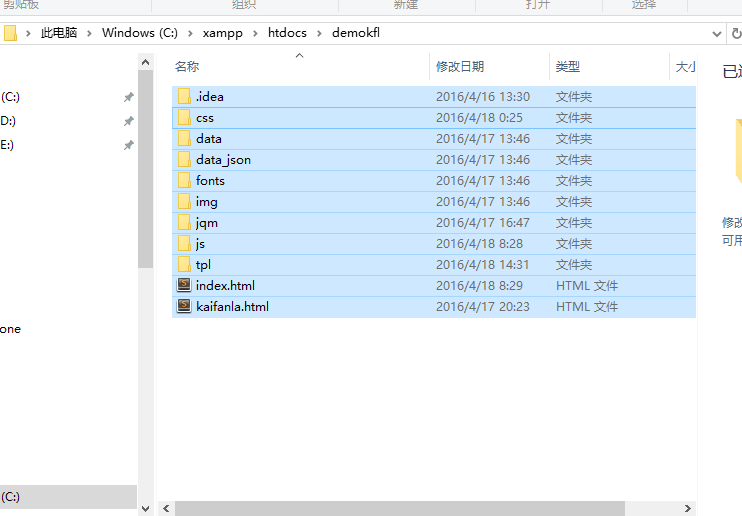 剪贴板 组织 新建 打开 选择
此电脑 > Windows (C:) > xampp > htdocs > demokfl
名称 修改日期 类型 大小
(C:)
D:)
E:)
one
(C:)
.idea 2016/4/16 13:30 文件夹
css 2016/4/18 0:25 文件夹
data 2016/4/17 13:46 文件夹
data_json 2016/4/17 13:46 文件夹
fonts 2016/4/17 13:46 文件夹
img 2016/4/17 13:46 文件夹
jqm 2016/4/17 16:47 文件夹
js 2016/4/18 8:28 文件夹
tpl 2016/4/18 14:31 文件夹
index.html 2016/4/18 8:29 HTML 文件
kaifanla.html 2016/4/17 20:23 HTML 文件
已
修改
可用